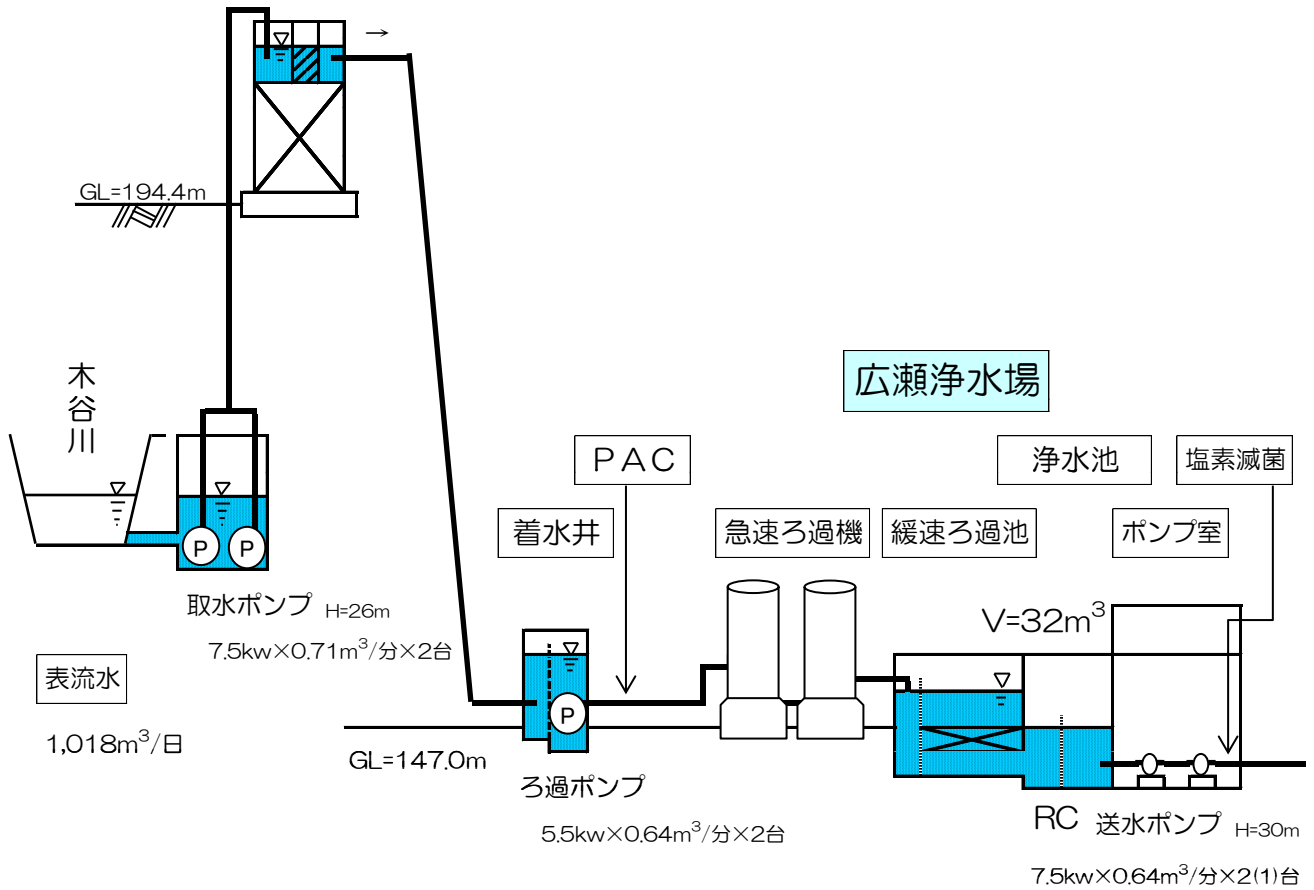 →
GL=194.4m
木谷川
広瀬浄水場
PAC
浄水池
塩素滅菌
着水井
急速ろ過機
緩速ろ過池
ポンプ室
P
P
取水ポンプ H=26m
7.5kw×0.71m³/分×2台
V=32m³
表流水
1,018m³/日
P
GL=147.0m
ろ過ポンプ
5.5kw×0.64m³/分×2台
RC 送水ポンプ H=30m
7.5kw×0.64m³/分×2(1)台